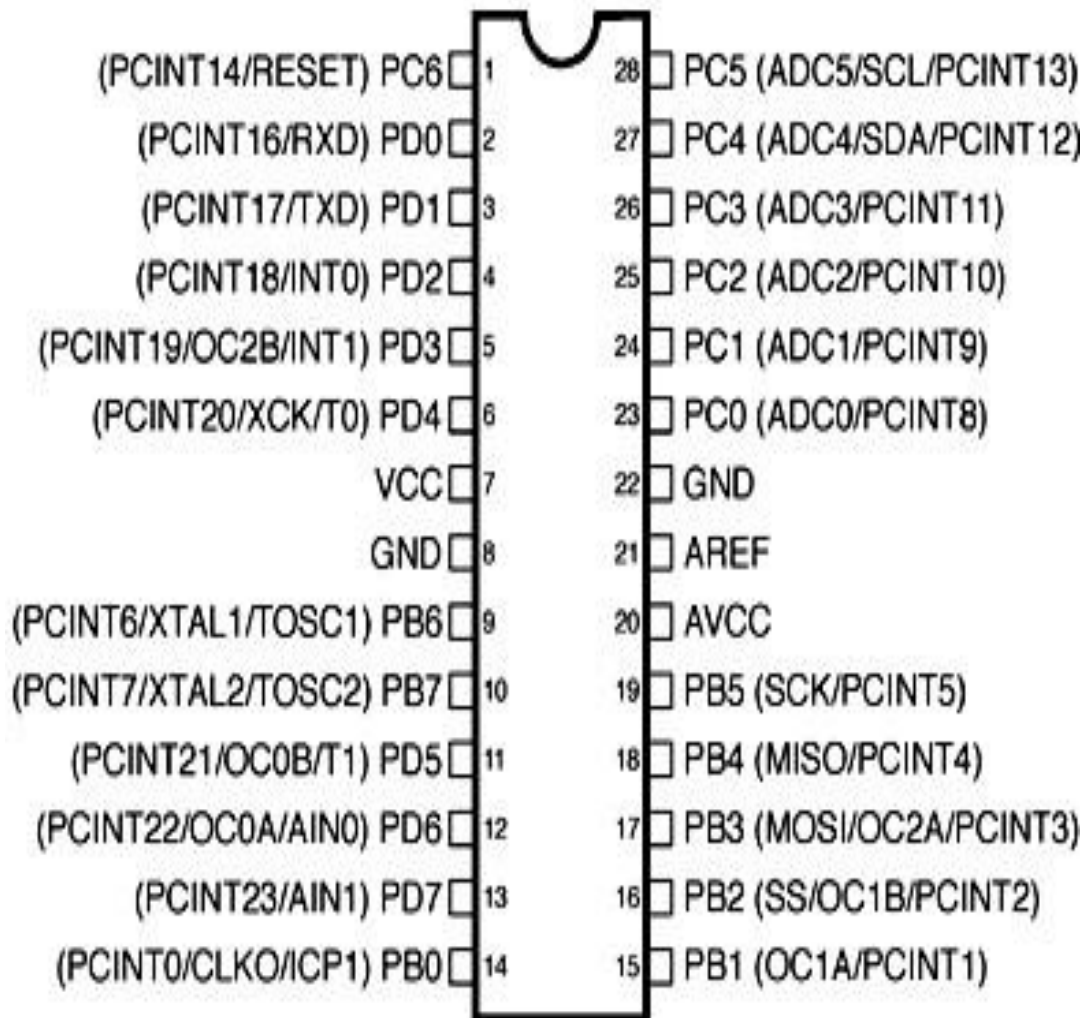 (PCINT14/RESET) PC6 1 28 PC5 (ADC5/SCL/PCINT13)
(PCINT16/RXD) PD0 2 27 PC4 (ADC4/SDA/PCINT12)
(PCINT17/TXD) PD1 3 26 PC3 (ADC3/PCINT11)
(PCINT18/INT0) PD2 4 25 PC2 (ADC2/PCINT10)
(PCINT19/OC2B/INT1) PD3 5 24 PC1 (ADC1/PCINT9)
(PCINT20/XCK/T0) PD4 6 23 PC0 (ADC0/PCINT8)
VCC 7 22 GND
GND 8 21 AREF
(PCINT6/XTAL1/TOSC1) PB6 9 20 AVCC
(PCINT7/XTAL2/TOSC2) PB7 10 19 PB5 (SCK/PCINT5)
(PCINT21/OC0B/T1) PD5 11 18 PB4 (MISO/PCINT4)
(PCINT22/OC0A/AIN0) PD6 12 17 PB3 (MOSI/OC2A/PCINT3)
(PCINT23/AIN1) PD7 13 16 PB2 (SS/OC1B/PCINT2)
(PCINT0/CLKO/ICP1) PB0 14 15 PB1 (OC1A/PCINT1)